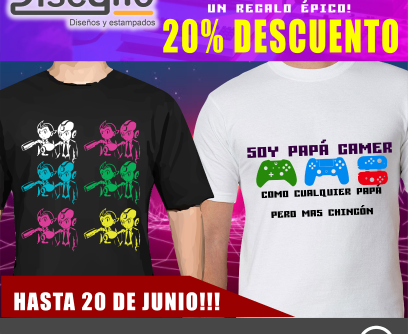 UN REGALO ÉPICO!
Diseños y estampados
20% DESCUENTO
SOY PAPÁ GAMER
COMO CUALQUIER PAPÁ
PERO MAS CHINGÓN
HASTA 20 DE JUNIO!!!